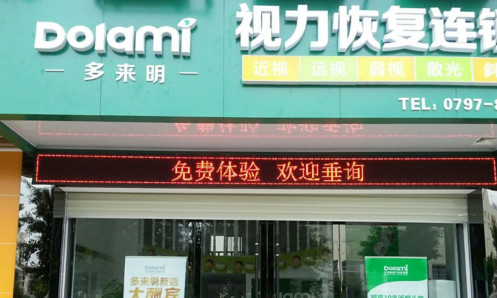 Dolami
多来明
视力恢复连锁
近视 远视 弱视 散光
TEL: 0797-8
免费体验 欢迎垂询
多来明新店
大酬宾
Dolami